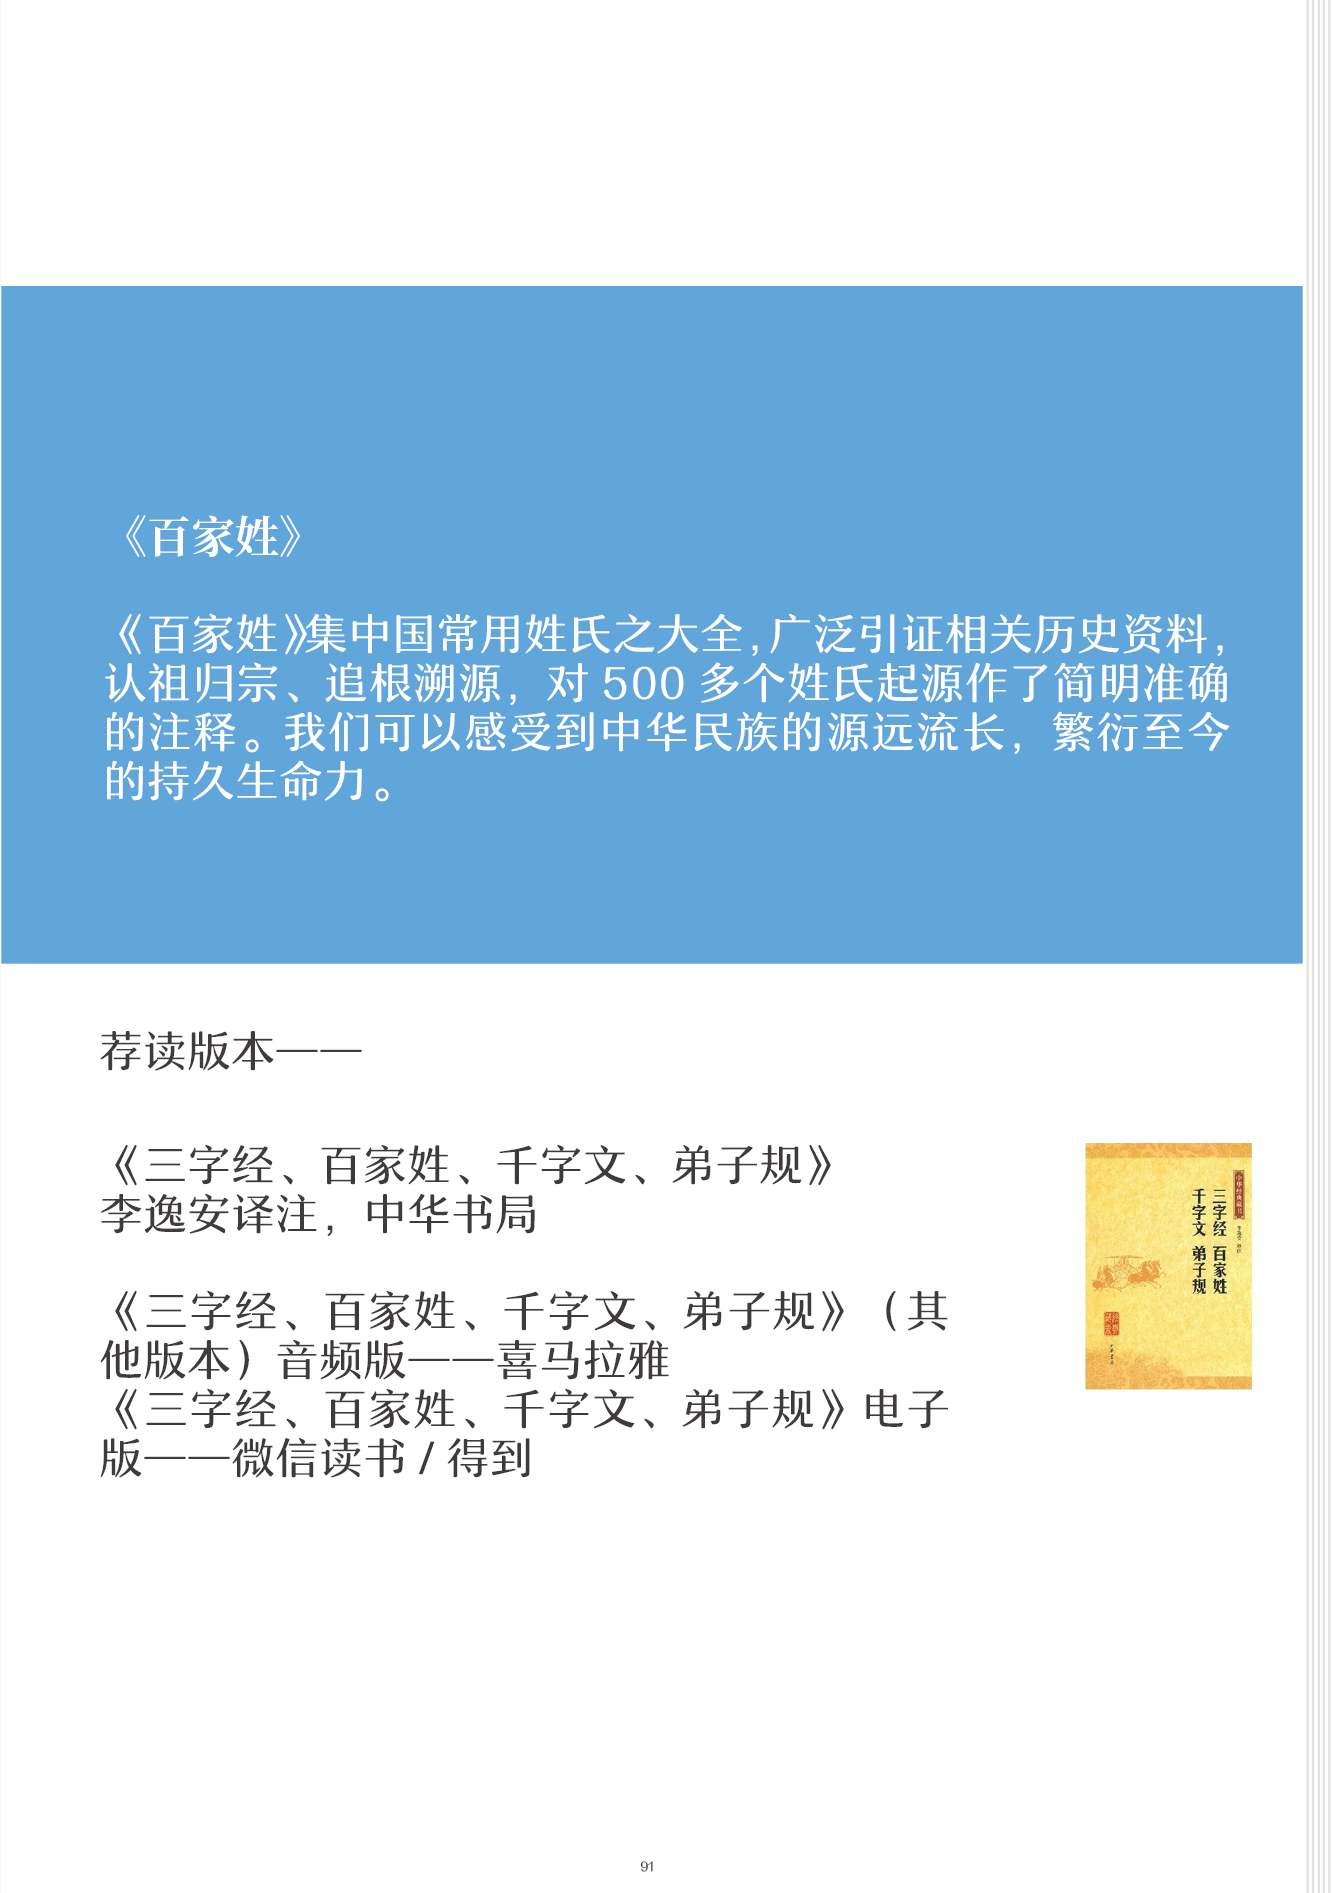 《百家姓》
《百家姓》集中国常用姓氏之大全，广泛引证相关历史资料，
认祖归宗、追根溯源，对 500 多个姓氏起源作了简明准确
的注释。我们可以感受到中华民族的源远流长，繁衍至今
的持久生命力。
荐读版本——
《三字经、百家姓、千字文、弟子规》
李逸安译注，中华书局
《三字经、百家姓、千字文、弟子规》（其
他版本）音频版——喜马拉雅
《三字经、百家姓、千字文、弟子规》电子
版——微信读书 / 得到
中华经典藏书
三字经 百家姓
千字文 弟子规
91